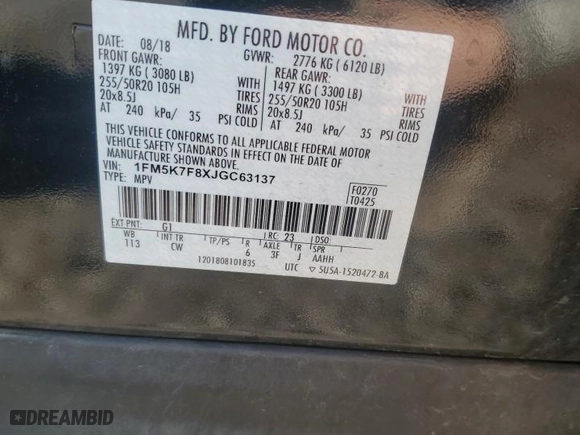 MFD. BY FORD MOTOR CO.
DATE: 08/18 GVWR: 2776 KG ( 6120 LB)
FRONT GAWR: REAR GAWR:
1397 KG ( 3080 LB) WITH 1497 KG ( 3300 LB) WITH
255/50R20 105H TIRES 255/50R20 105H TIRES
20x8.5J RIMS 20x8.5J RIMS
AT 240 kPa/ 35 PSI COLD AT 240 kPa/ 35 PSI COLD
THIS VEHICLE CONFORMS TO ALL APPLICABLE FEDERAL MOTOR
VEHICLE SAFETY STANDARDS IN EFFECT ON THE DATE OF MANUFACTURE SHOWN ABOVE.
VIN: 1FM5K7F8XJGC63137
TYPE: MPV
F0270
T0425
EXT PNT: G1 RC: 23 DSO:
WB INT TR TP/PS R AXLE TR SPR
113 CW 6 3F J AAHH
1201808101835 UTC ▽ 5U5A-1520472-BA
DREAMBID